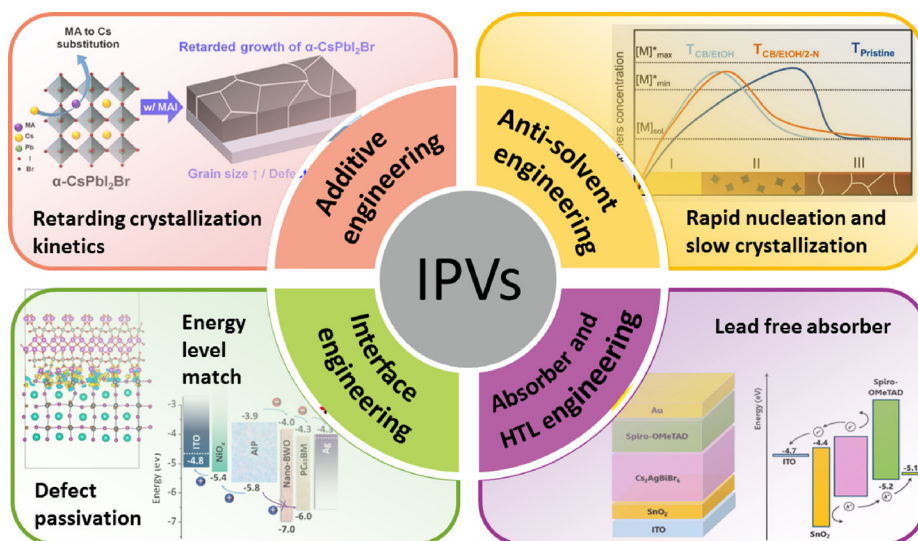 MA to Cs
substitution
Retarded growth of α-CsPbI₂Br
w/ MAI
MA
Cs
Pb
I
Br
α-CsPbI₂Br
Grain size ↑ /
Retarding crystallization
kinetics
Additive
engineering
[M]*max
[M]*min
[M]sol
T CB/EtOH
T CB/EtOH/2-N
T Pristine
concentration
I
II
III
Rapid nucleation and
slow crystallization
Anti-solvent
engineering
IPVs
Energy
level
match
Defect
passivation
Interface
engineering
Energy (eV)
-3
-4
-5
-6
-7
ITO
-4.8
NiOx
-5.4
AIP
-3.9
-5.8
Nano-BWO
-4.0
-7.0
PC₆₁BM
-4.3
-6.0
Ag
-4.3
Absorber and
HTL engineering
Lead free absorber
Au
Spiro-OMeTAD
Cs₂AgBiBr₆
SnO₂
ITO
Energy (eV)
-4.7
ITO
-4.4
SnO₂
Spiro-
OMeTAD
-5.2
-5.1